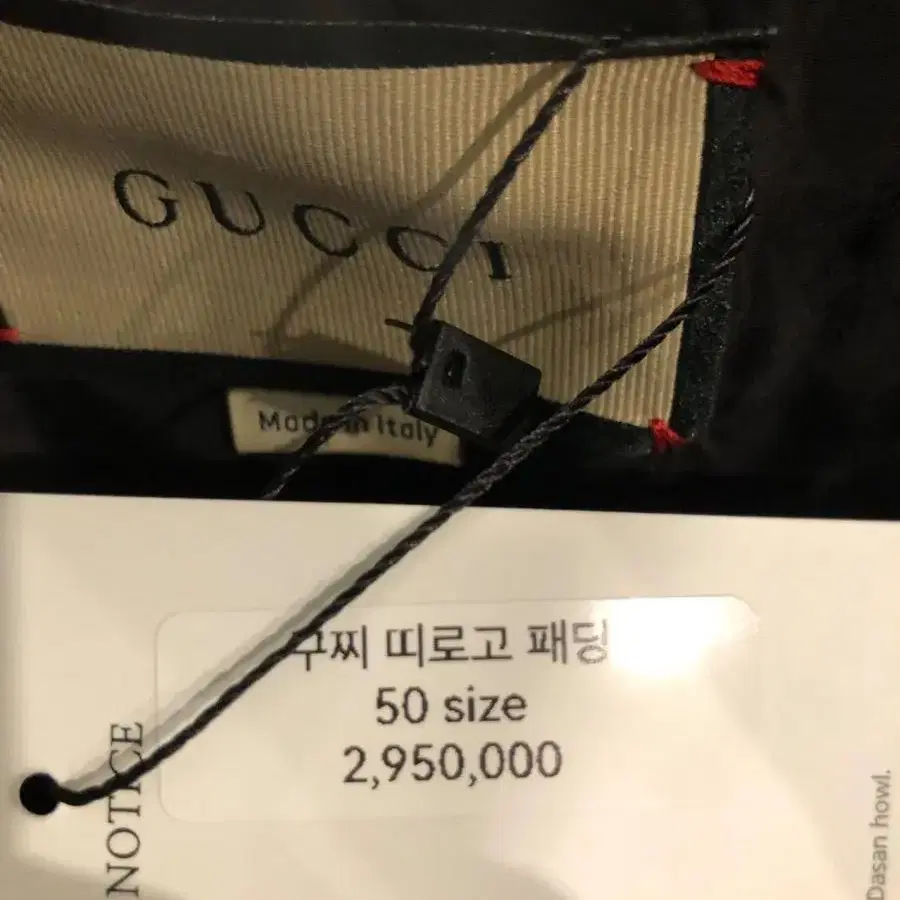 GUCCI
Made in Italy
구찌 띠로고 패딩
50 size
2,950,000
NOTICE
Dasan howl.